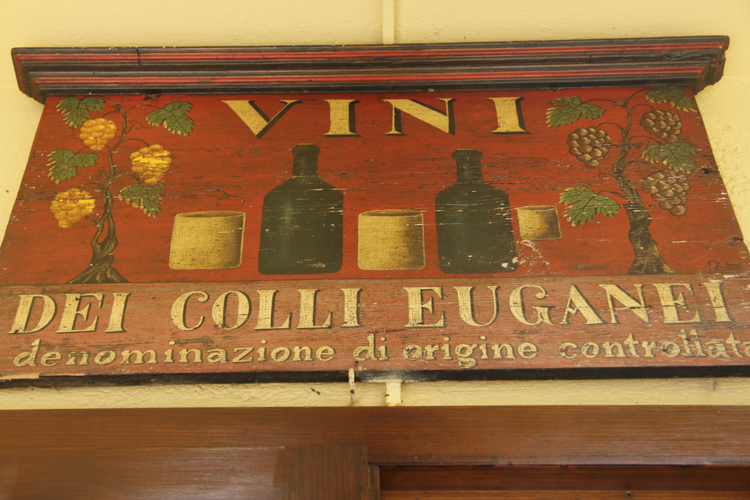 VINI
DEI COLLI EUGANEI
denominazione di origine controllata